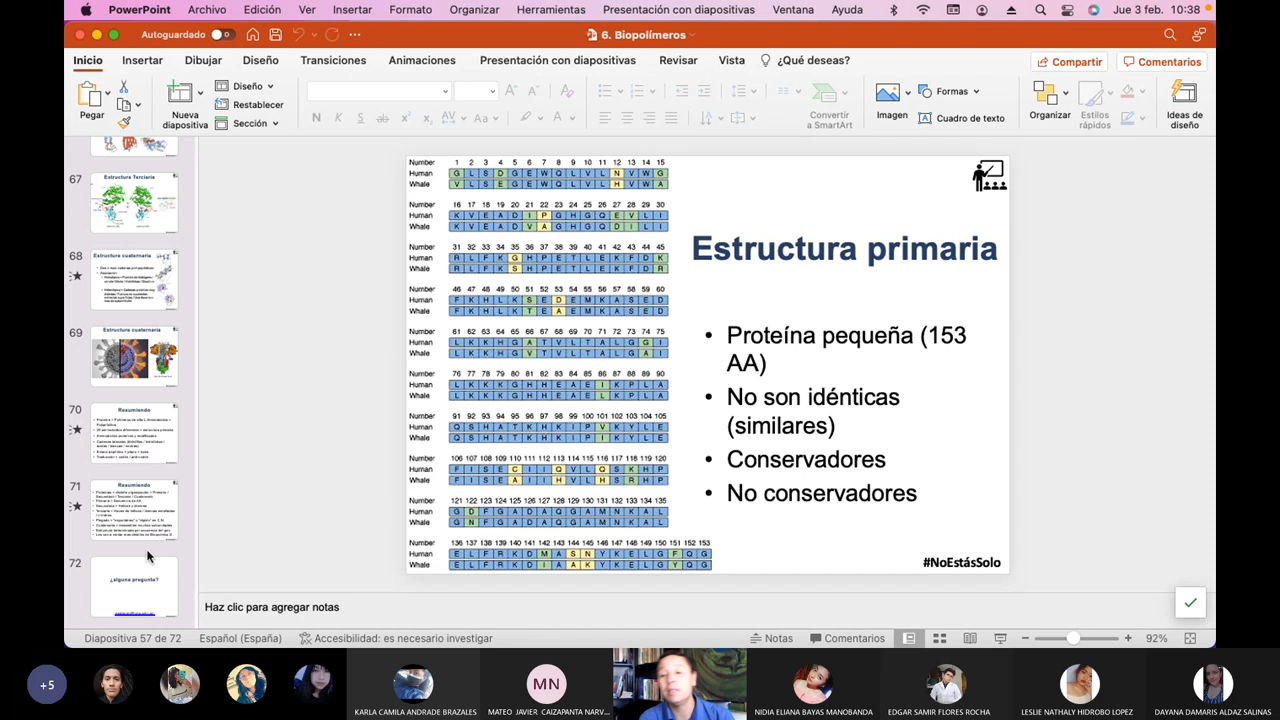 PowerPoint Archivo Edición Ver Insertar Formato Organizar Herramientas Presentación con diapositivas Ventana Ayuda Jue 3 feb. 10:38
Autoguardado 6. Biopolímeros
Inicio Insertar Dibujar Diseño Transiciones Animaciones Presentación con diapositivas Revisar Vista ¿Qué deseas? Compartir Comentarios
Pegar
Nueva diapositiva
Diseño
Restablecer
Sección
Convertir a SmartArt
Imagen
Formas
Cuadro de texto
Organizar
Estilos rápidos
Ideas de diseño
67
Estructura Terciaria
68
Estructura cuaternaria
69
Estructura cuaternaria
70
Resumiendo
71
Resumiendo
72
¿alguna pregunta?
Number 1 2 3 4 5 6 7 8 9 10 11 12 13 14 15
Human G L S D G E W Q L V L N V W G
Whale V L S E G E W Q L V L H V W A
Number 16 17 18 19 20 21 22 23 24 25 26 27 28 29 30
Human K V E A D I P G H G Q E V L I
Whale K V E A D V A G H G Q D I L I
Number 31 32 33 34 35 36 37 38 39 40 41 42 43 44 45
Human R L F K G H P E T L E K F D K
Whale R L F K S H P E T L E K F D R
Number 46 47 48 49 50 51 52 53 54 55 56 57 58 59 60
Human F K H L K S E D E M K A S E D
Whale F K H L K T E A E M K A S E D
Number 61 62 63 64 65 66 67 68 69 70 71 72 73 74 75
Human L K K H G A T V L T A L G G I
Whale L K K H G V T V L T A L G A I
Number 76 77 78 79 80 81 82 83 84 85 86 87 88 89 90
Human L K K K G H H E A E I K P L A
Whale L K K K G H H E A E L K P L A
Number 91 92 93 94 95 96 97 98 99 100 101 102 103 104 105
Human Q S H A T K H K I P V K Y L E
Whale Q S H A T K H K I P I K Y L E
Number 106 107 108 109 110 111 112 113 114 115 116 117 118 119 120
Human F I S E C I I Q V L Q S K H P
Whale F I S E A I I H V L H S R H P
Number 121 122 123 124 125 126 127 128 129 130 131 132 133 134 135
Human G D F G A D A Q G A M N K A L
Whale G N F G A D A Q G A M N K A L
Number 136 137 138 139 140 141 142 143 144 145 146 147 148 149 150 151 152 153
Human E L F R K D M A S N Y K E L G F Q G
Whale E L F R K D I A A K Y K E L G Y Q G
Estructura primaria
• Proteína pequeña (153
AA)
• No son idénticas
(similares)
• Conservadores
• No conservadores
#NoEstásSolo
Haz clic para agregar notas
Diapositiva 57 de 72 Español (España) Accesibilidad: es necesario investigar Notas Comentarios 92%
+5
KARLA CAMILA ANDRADE BRAZALES
MN
MATEO JAVIER CAIZAPANTA NARV...
NIDIA ELIANA BAYAS MANOBANDA
EDGAR SAMIR FLORES ROCHA
LESLIE NATHALY HIDROBO LOPEZ
DAYANA DAMARIS ALDAZ SALINAS